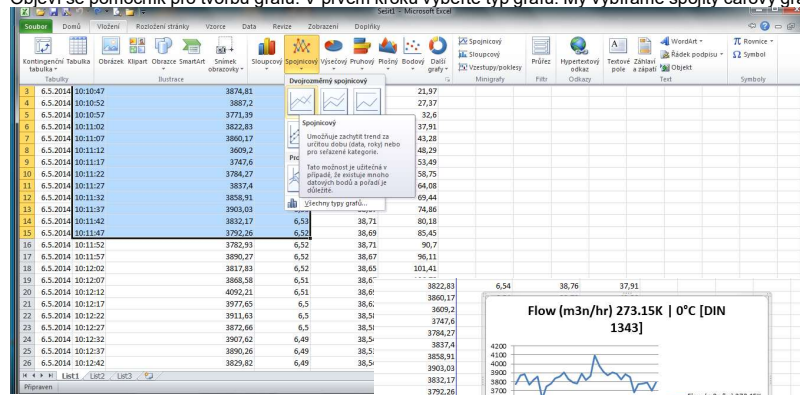 Objeví se pomocník pro tvorbu grafu. V prvém kroku vyberte typ grafu. My vybíráme spojitý čarový gra
Sešit1 - Microsoft Excel
Soubor Domů Vložení Rozložení stránky Vzorce Data Revize Zobrazení Doplňky
Kontingenční tabulka Tabulka Obrázek Klipart Obrazce SmartArt Snímek obrazovky Sloupcový Spojnicový Výsečový Pruhový Plošný Bodový Další grafy Spojnicový Sloupcový Vzestupy/poklesy Průřez Hypertextový odkaz Textové pole Záhlaví a zápatí WordArt Řádek podpisu Objekt Rovnice Symbol
Tabulky Ilustrace Minigrafy Filtr Odkazy Text Symboly
Dvojrozměrný spojnicový
Spojnicový
Umožňuje zachytit trend za
určitou dobu (data, roky) nebo
pro seřazené kategorie.
Tato možnost je užitečná v
případě, že existuje mnoho
datových bodů a pořadí je
důležité.
Všechny typy grafů...
3 6.5.2014 10:10:47 3874,81 21,97
4 6.5.2014 10:10:52 3887,2 27,37
5 6.5.2014 10:10:57 3771,39 32,6
6 6.5.2014 10:11:02 3822,83 37,91
7 6.5.2014 10:11:07 3860,17 43,28
8 6.5.2014 10:11:12 3609,2 48,29
9 6.5.2014 10:11:17 3747,6 53,49
10 6.5.2014 10:11:22 3784,27 58,75
11 6.5.2014 10:11:27 3837,4 64,08
12 6.5.2014 10:11:32 3858,91 69,44
13 6.5.2014 10:11:37 3903,03 74,86
14 6.5.2014 10:11:42 3832,17 6,53 38,71 80,18
15 6.5.2014 10:11:47 3792,26 6,52 38,69 85,45
16 6.5.2014 10:11:52 3782,93 6,52 38,71 90,7
17 6.5.2014 10:11:57 3890,27 6,52 38,67 96,11
18 6.5.2014 10:12:02 3817,83 6,52 38,65 101,41
19 6.5.2014 10:12:07 3868,58 6,51
20 6.5.2014 10:12:12 4092,21 6,51
21 6.5.2014 10:12:17 3977,65 6,5
22 6.5.2014 10:12:22 3911,63 6,5
23 6.5.2014 10:12:27 3872,66 6,5
24 6.5.2014 10:12:32 3907,62 6,49
25 6.5.2014 10:12:37 3890,26 6,49
26 6.5.2014 10:12:42 3829,82 6,49
List1 List2 List3
Připraven
3822,83 6,54 38,76 37,91
3860,17
3609,2
3747,6
3784,27
3837,4
3858,91
3903,03
3832,17
3792,26
Flow (m3n/hr) 273.15K | 0°C [DIN
1343]
4200
4100
4000
3900
3800
3700